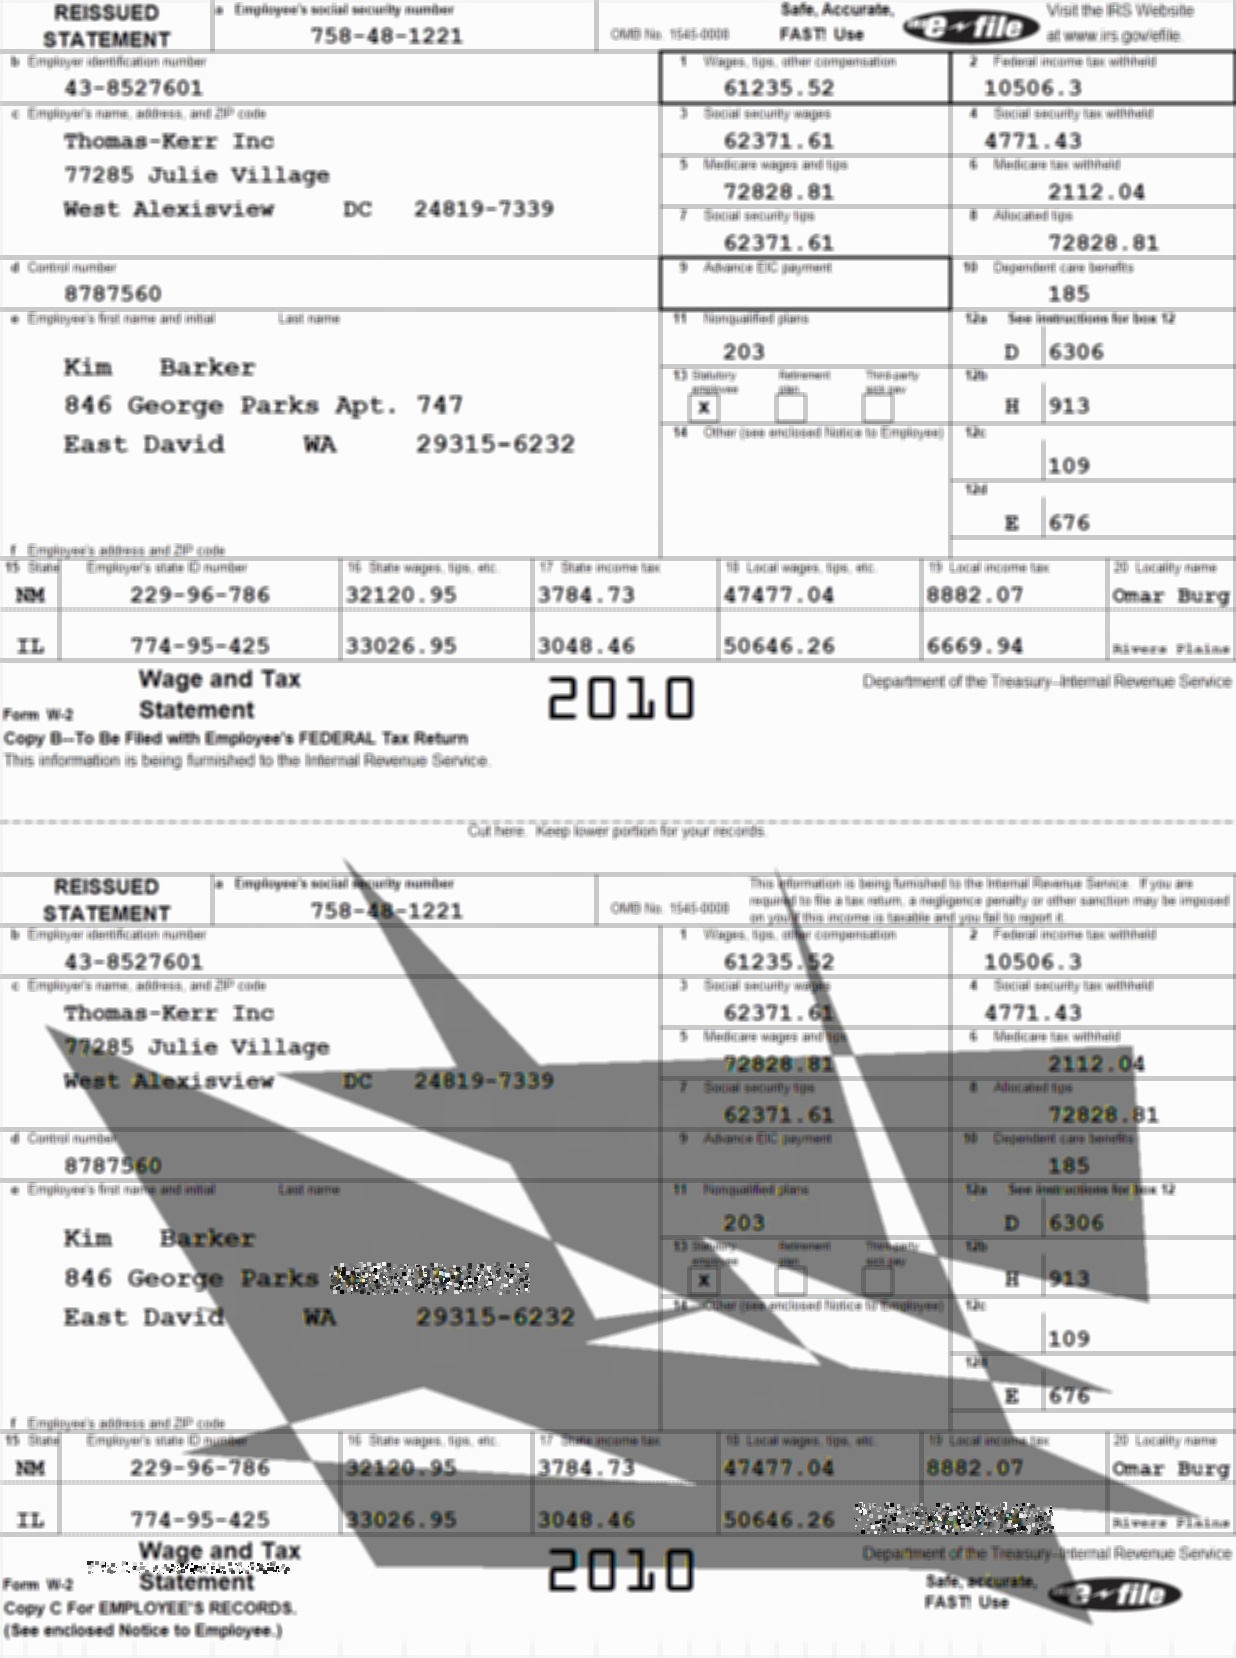 REISSUED STATEMENT
a Employee's social security number
758-48-1221
OMB No. 1545-0008
Safe, Accurate, FAST! Use
e-file
Visit the IRS Website at www.irs.gov/efile.
b Employer identification number
43-8527601
1 Wages, tips, other compensation
61235.52
2 Federal income tax withheld
10506.3
c Employer's name, address, and ZIP code
Thomas-Kerr Inc
77285 Julie Village
West Alexisview DC 24819-7339
3 Social security wages
62371.61
4 Social security tax withheld
4771.43
5 Medicare wages and tips
72828.81
6 Medicare tax withheld
2112.04
7 Social security tips
62371.61
8 Allocated tips
72828.81
d Control number
8787560
9 Advance EIC payment
10 Dependent care benefits
185
e Employee's first name and initial Last name
Kim Barker
846 George Parks Apt. 747
East David WA 29315-6232
11 Nonqualified plans
203
12a See instructions for box 12
D 6306
13 Statutory employee Retirement plan Third-party sick pay
x
12b
H 913
14 Other (see enclosed Notice to Employee)
12c
109
12d
E 676
f Employee's address and ZIP code
15 State Employer's state ID number 16 State wages, tips, etc. 17 State income tax 18 Local wages, tips, etc. 19 Local income tax 20 Locality name
NM 229-96-786 32120.95 3784.73 47477.04 8882.07 Omar Burg
IL 774-95-425 33026.95 3048.46 50646.26 6669.94 Rivers Plains
Form W-2 Wage and Tax Statement
2010
Department of the Treasury--Internal Revenue Service
Copy B--To Be Filed with Employee's FEDERAL Tax Return
This information is being furnished to the Internal Revenue Service.
Cut here. Keep lower portion for your records.
REISSUED STATEMENT
a Employee's social security number
758-48-1221
OMB No. 1545-0008
This information is being furnished to the Internal Revenue Service. If you are
required to file a tax return, a negligence penalty or other sanction may be imposed
on you if this income is taxable and you fail to report it.
b Employer identification number
43-8527601
1 Wages, tips, other compensation
61235.52
2 Federal income tax withheld
10506.3
c Employer's name, address, and ZIP code
Thomas-Kerr Inc
77285 Julie Village
West Alexisview DC 24819-7339
3 Social security wages
62371.61
4 Social security tax withheld
4771.43
5 Medicare wages and tips
72828.81
6 Medicare tax withheld
2112.04
7 Social security tips
62371.61
8 Allocated tips
72828.81
d Control number
8787560
9 Advance EIC payment
10 Dependent care benefits
185
e Employee's first name and initial Last name
Kim Barker
846 George Parks
East David WA 29315-6232
11 Nonqualified plans
203
12a See instructions for box 12
D 6306
13 Statutory employee Retirement plan Third-party sick pay
x
12b
H 913
14 Other (see enclosed Notice to Employee)
12c
109
12d
E 676
f Employee's address and ZIP code
15 State Employer's state ID number 16 State wages, tips, etc. 17 State income tax 18 Local wages, tips, etc. 19 Local income tax 20 Locality name
NM 229-96-786 32120.95 3784.73 47477.04 8882.07 Omar Burg
IL 774-95-425 33026.95 3048.46 50646.26 Rivers Plains
Form W-2 Wage and Tax Statement
2010
Department of the Treasury--Internal Revenue Service
Safe, accurate, FAST! Use
e-file
Copy C For EMPLOYEE'S RECORDS.
(See enclosed Notice to Employee.)